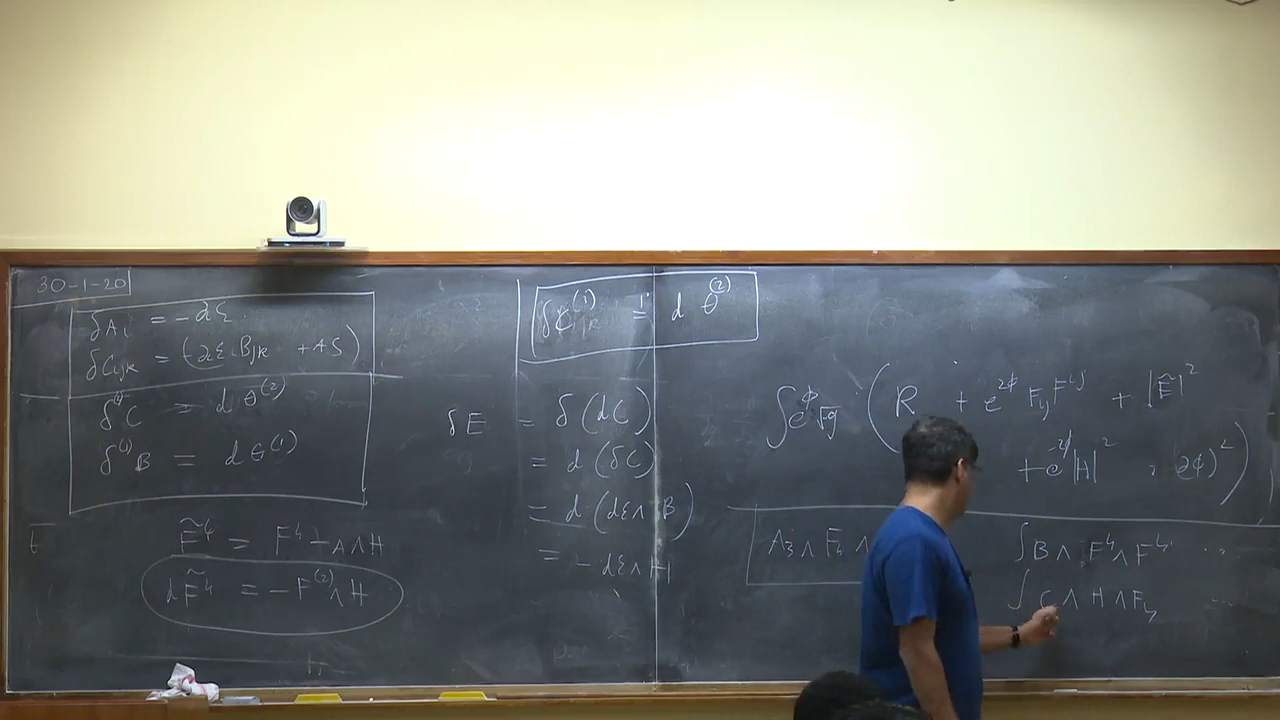 30-1-20
δA_i = -∂ε
δC_ijk = (∂ε_i B_jk + AS)
δ^(1) C = d θ^(2)
δ^(1) B = d θ^(1)
F̃^4 = F^4 - A∧H
dF̃^4 = -F^(2)∧H
δC^(1)_ijk = d θ^(2)
δE = δ(dC)
= d(δC)
= d(dε∧B)
= -dε∧H
∫e^ϕ √-g ( R + e^2ϕ F_ij F^ij + |F̃|^2
+ e^-2ϕ |H|^2 ∂ϕ)^2 )
A_3 ∧ F_4 ∧
∫B ∧ F^4 ∧ F^4 ...
∫C ∧ H ∧ F_4 ...